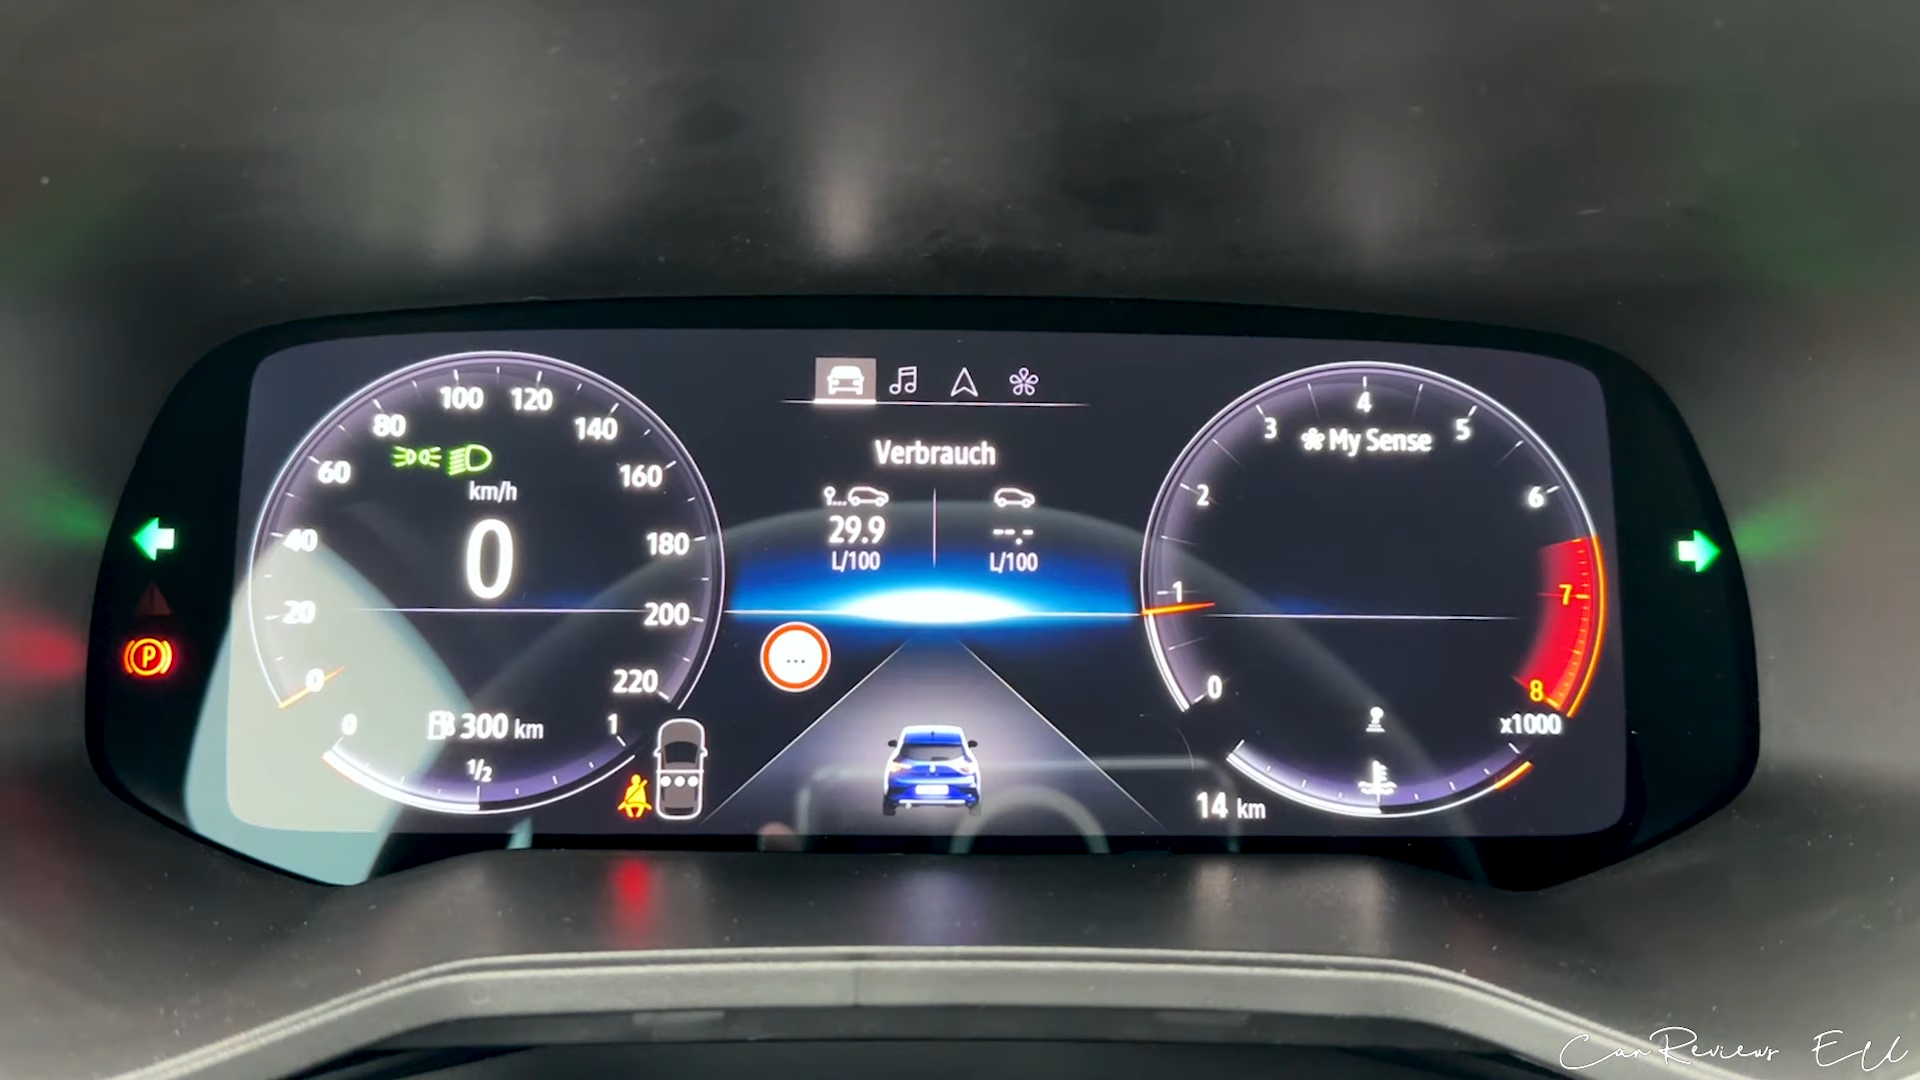 100 120
80 140
60 160
km/h
0
40 180
20 200
0 220
0 300 km 1
1/2
Verbrauch
29.9 --.-
L/100 L/100
...
4
3 5
My Sense
2 6
1 7
0 8
x1000
14 km
P
CarReviews EU